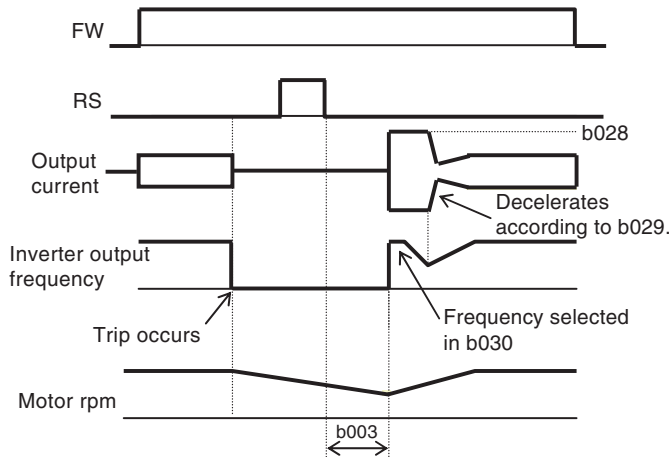 FW
RS
b028
Output
current
Decelerates
according to b029.
Inverter output
frequency
Trip occurs
Frequency selected
in b030
Motor rpm
b003